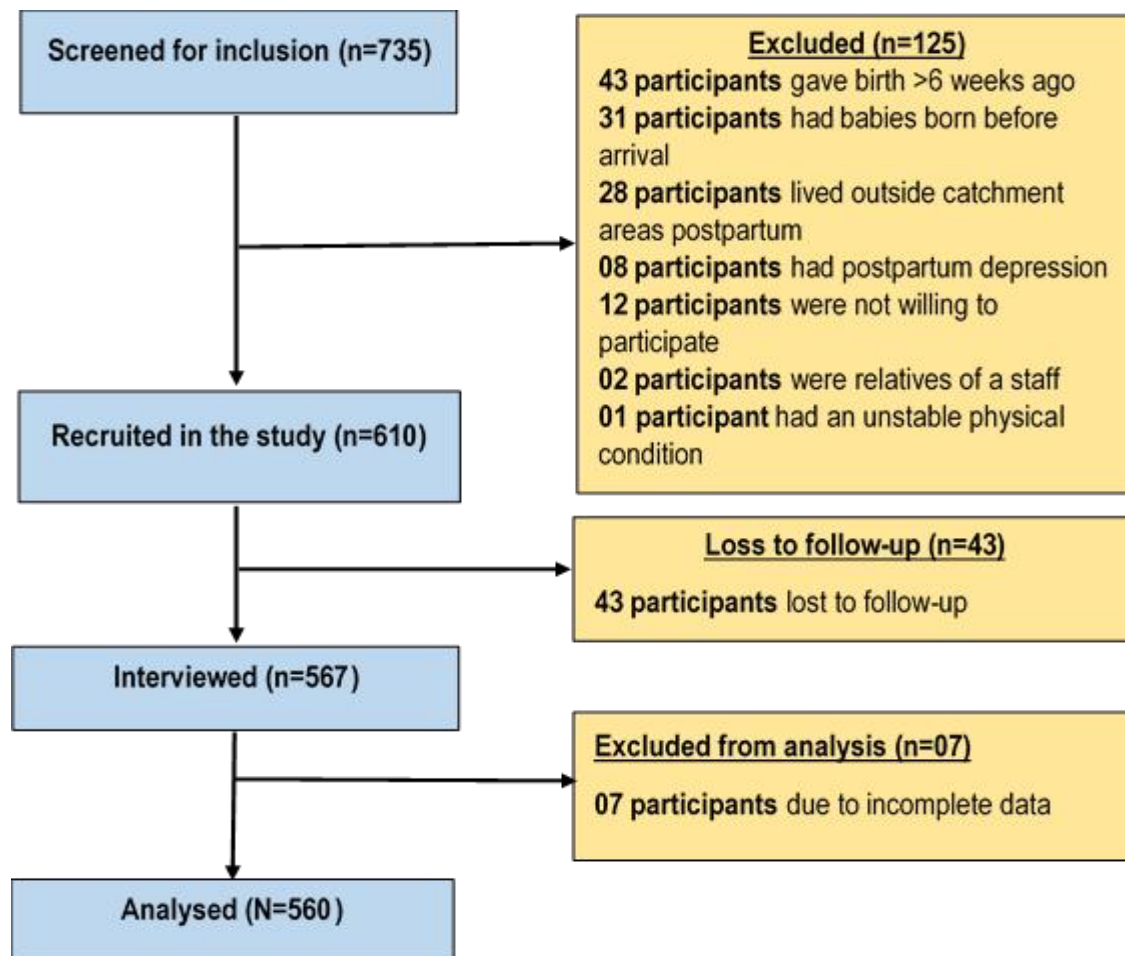 Screened for inclusion (n=735)
Excluded (n=125)
43 participants gave birth >6 weeks ago
31 participants had babies born before
arrival
28 participants lived outside catchment
areas postpartum
08 participants had postpartum depression
12 participants were not willing to
participate
02 participants were relatives of a staff
01 participant had an unstable physical
condition
Recruited in the study (n=610)
Loss to follow-up (n=43)
43 participants lost to follow-up
Interviewed (n=567)
Excluded from analysis (n=07)
07 participants due to incomplete data
Analysed (N=560)